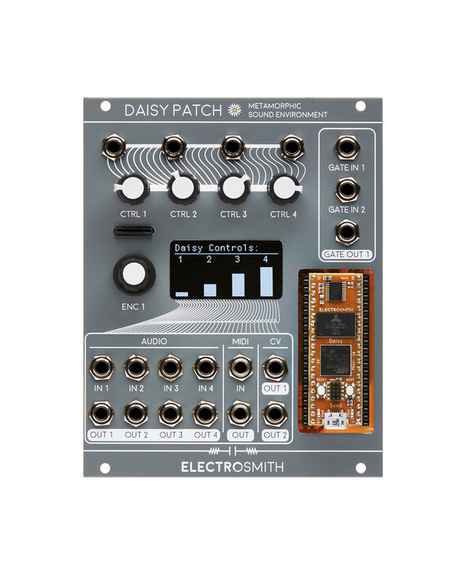 DAISY PATCH
METAMORPHIC
SOUND ENVIRONMENT
GATE IN 1
GATE IN 2
GATE OUT 1
CTRL 1 CTRL 2 CTRL 3 CTRL 4
Daisy Controls:
1 2 3 4
ENC 1
ELECTROSMITH
Daisy
AUDIO MIDI CV
IN 1 IN 2 IN 3 IN 4 IN OUT 1
OUT 1 OUT 2 OUT 3 OUT 4 OUT OUT 2
ELECTROSMITH